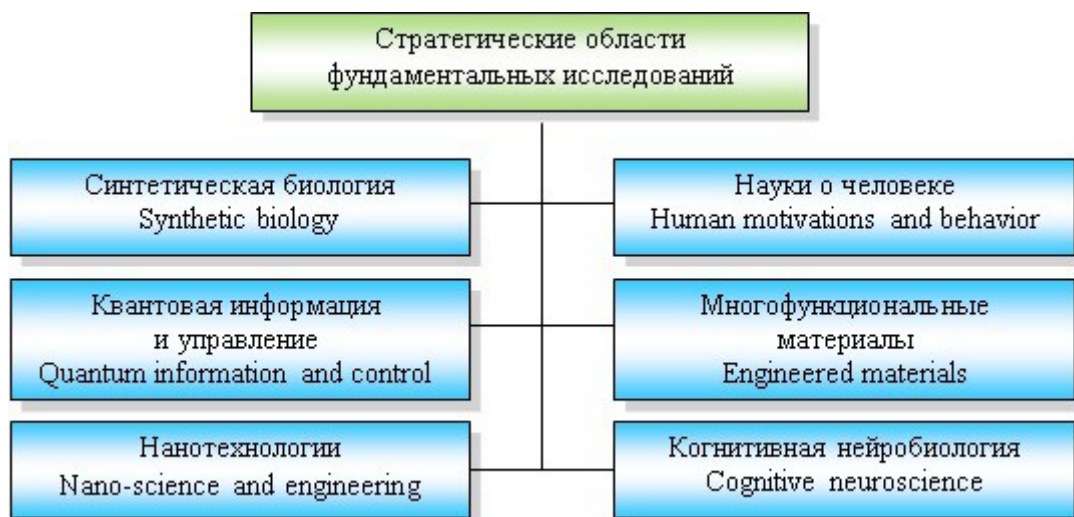 Стратегические области
фундаментальных исследований
Синтетическая биология
Synthetic biology
Науки о человеке
Human motivations and behavior
Квантовая информация
и управление
Quantum information and control
Многофункциональные
материалы
Engineered materials
Нанотехнологии
Nano-science and engineering
Когнитивная нейробиология
Cognitive neuroscience